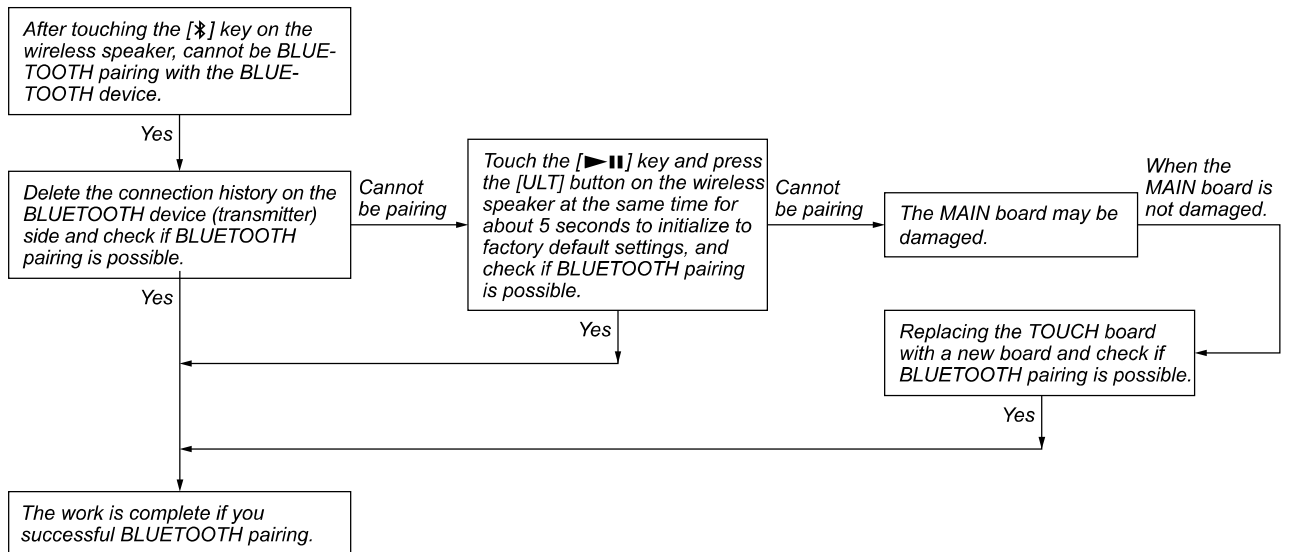 After touching the [ ] key on the
wireless speaker, cannot be BLUE-
TOOTH pairing with the BLUE-
TOOTH device.
Yes
Delete the connection history on the
BLUETOOTH device (transmitter)
side and check if BLUETOOTH
pairing is possible.
Cannot
be pairing
Yes
Touch the [►⏸] key and press
the [ULT] button on the wireless
speaker at the same time for
about 5 seconds to initialize to
factory default settings, and
check if BLUETOOTH pairing
is possible.
Cannot
be pairing
Yes
The MAIN board may be
damaged.
When the
MAIN board is
not damaged.
Replacing the TOUCH board
with a new board and check if
BLUETOOTH pairing is possible.
Yes
The work is complete if you
successful BLUETOOTH pairing.